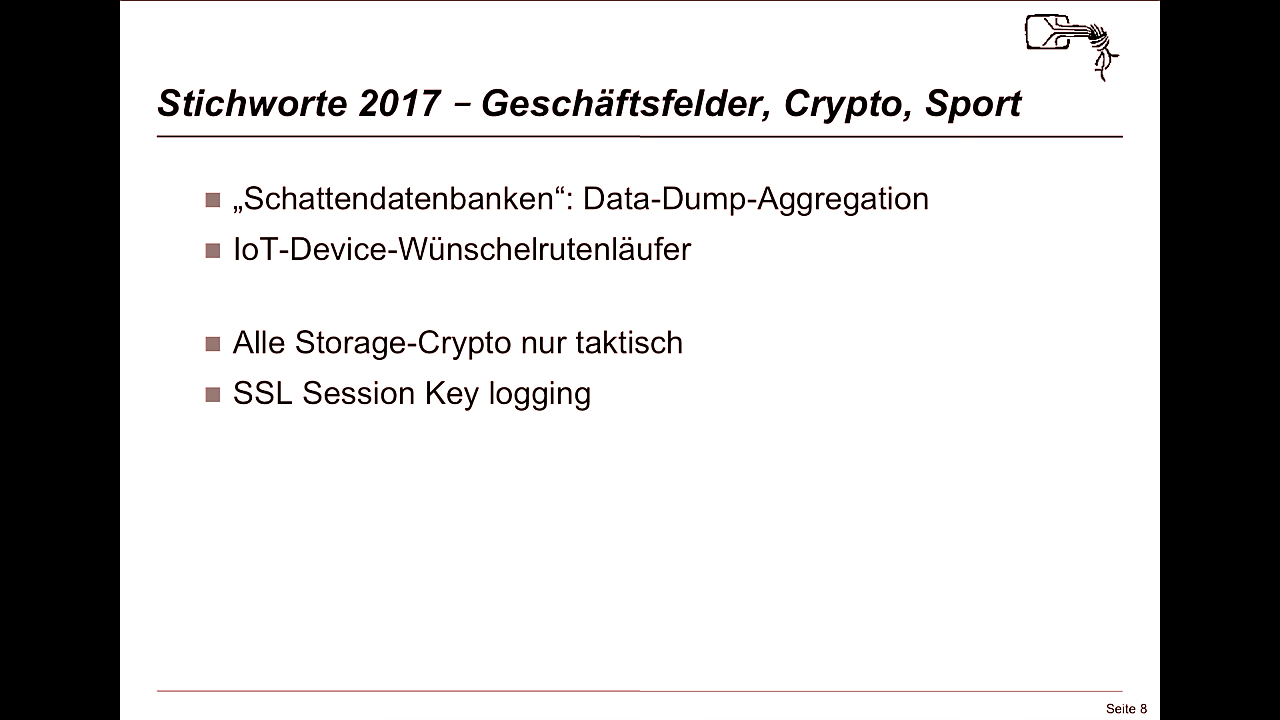 Stichworte 2017 – Geschäftsfelder, Crypto, Sport
„Schattendatenbanken“: Data-Dump-Aggregation
IoT-Device-Wünschelrutenläufer
Alle Storage-Crypto nur taktisch
SSL Session Key logging
Seite 8